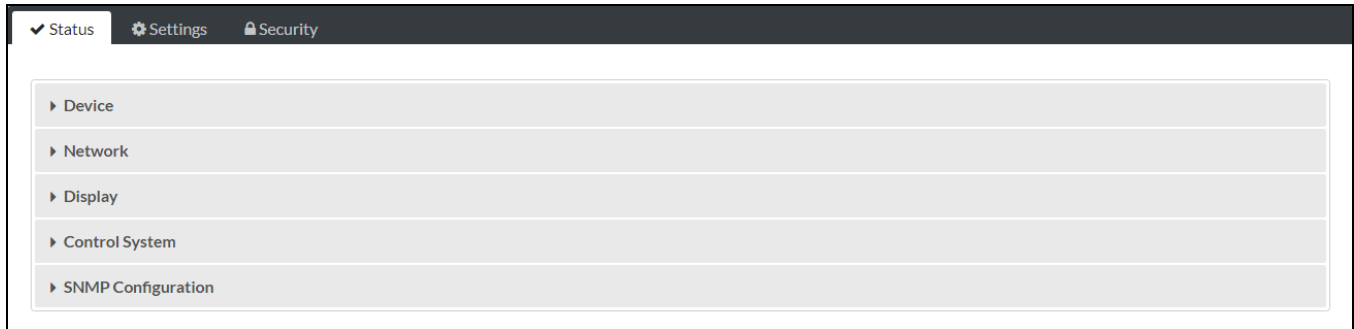 Status Settings Security
Device
Network
Display
Control System
SNMP Configuration